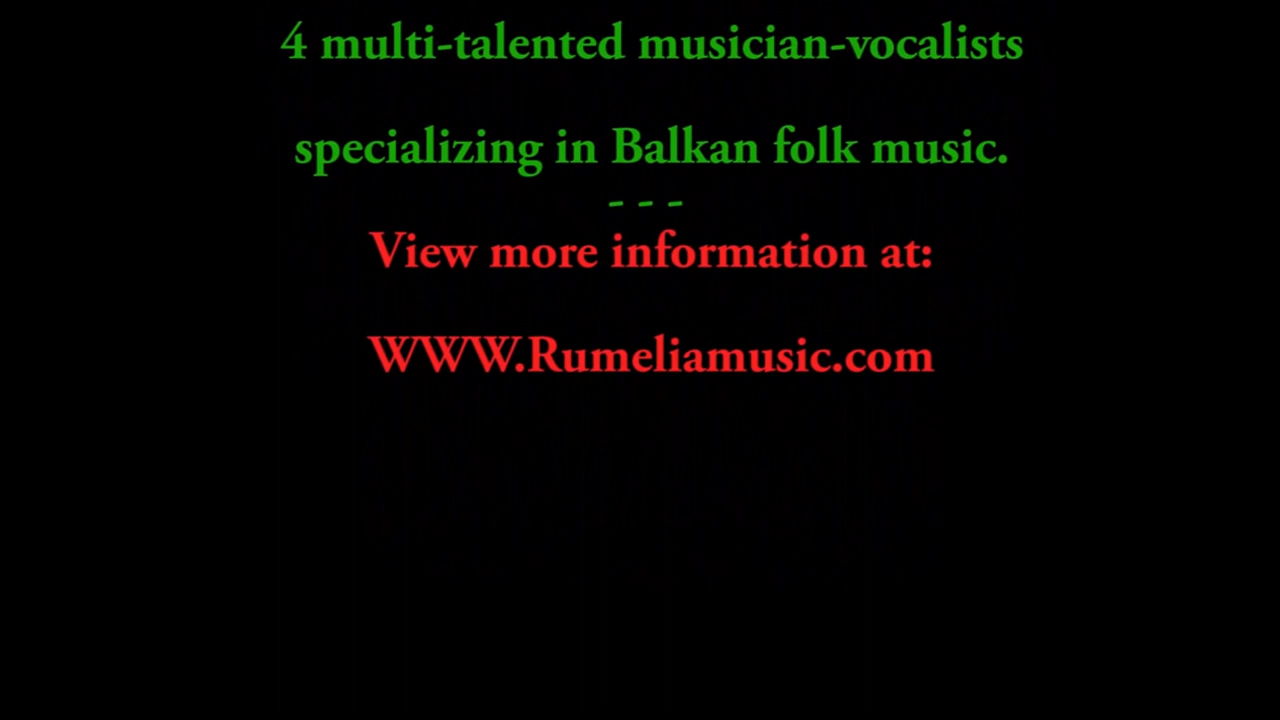 4 multi-talented musician-vocalists
specializing in Balkan folk music.
- - -
View more information at:
WWW.Rumeliamusic.com